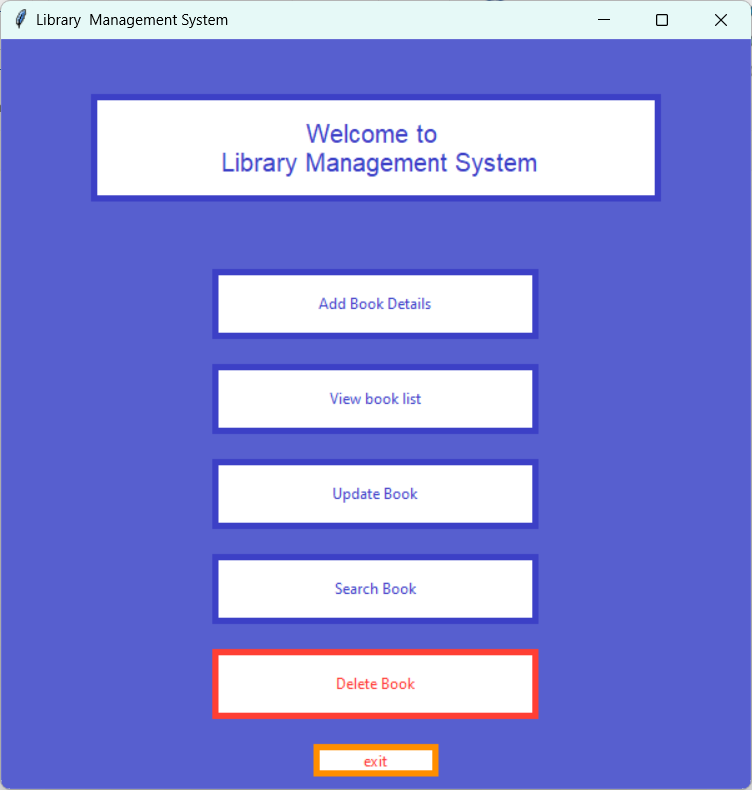 Library  Management System
Welcome to
Library Management System
Add Book Details
View book list
Update Book
Search Book
Delete Book
exit